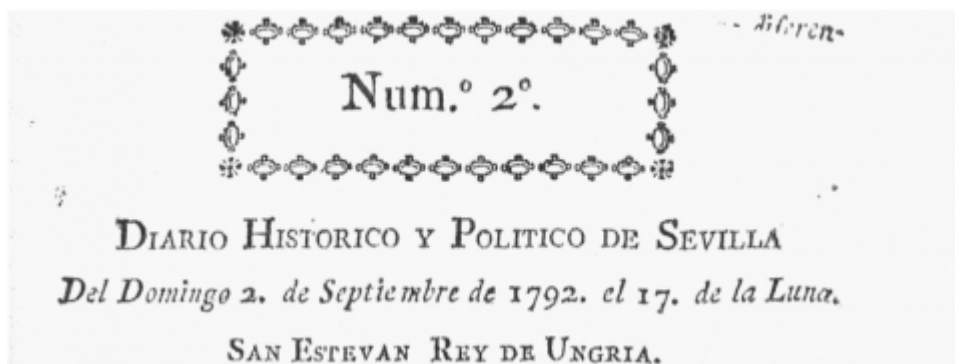 diferen-
Num.º 2º.
DIARIO HISTORICO Y POLITICO DE SEVILLA
Del Domingo 2. de Septiembre de 1792. el 17. de la Luna.
SAN ESTEVAN REY DE UNGRIA.